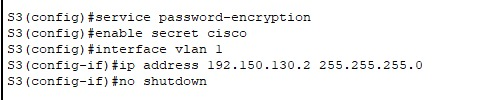 S3(config)#service password-encryption
S3(config)#enable secret cisco
S3(config)#interface vlan 1
S3(config-if)#ip address 192.150.130.2 255.255.255.0
S3(config-if)#no shutdown